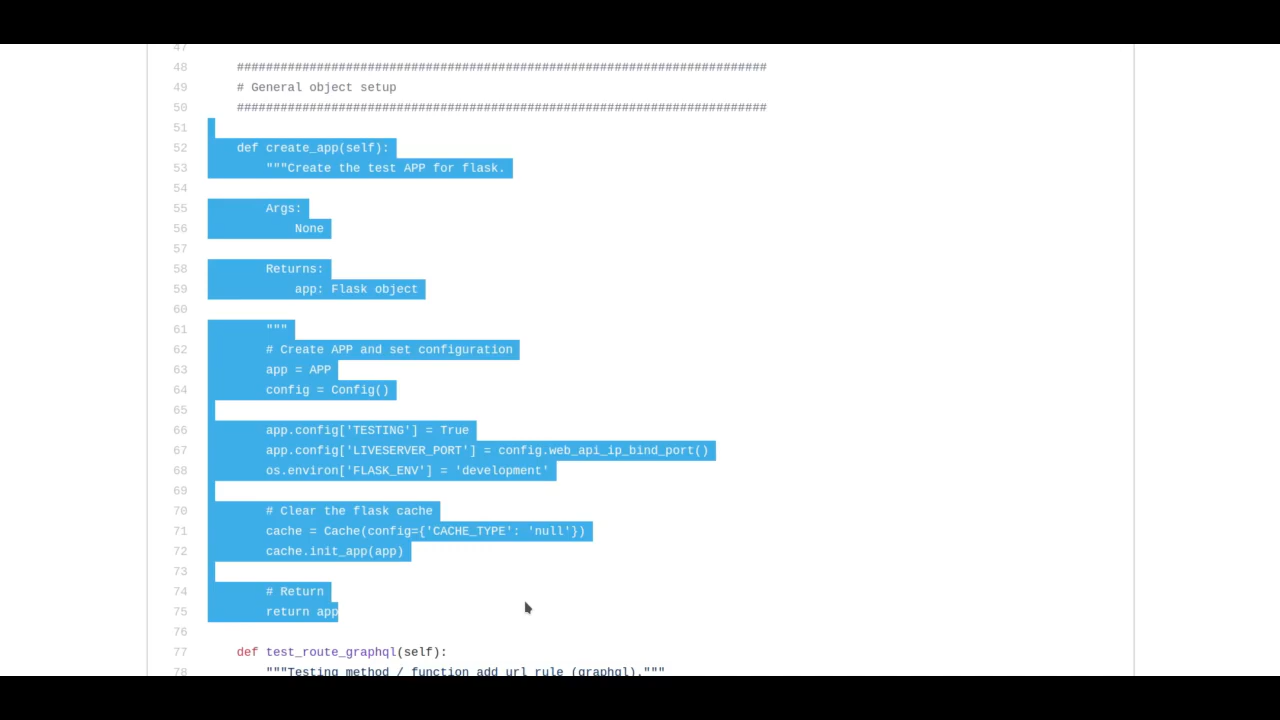 47
48 #########################################################################
49 # General object setup
50 #########################################################################
51
52 def create_app(self):
53 """Create the test APP for flask.
54
55 Args:
56 None
57
58 Returns:
59 app: Flask object
60
61 """
62 # Create APP and set configuration
63 app = APP
64 config = Config()
65
66 app.config['TESTING'] = True
67 app.config['LIVESERVER_PORT'] = config.web_api_ip_bind_port()
68 os.environ['FLASK_ENV'] = 'development'
69
70 # Clear the flask cache
71 cache = Cache(config={'CACHE_TYPE': 'null'})
72 cache.init_app(app)
73
74 # Return
75 return app
76
77 def test_route_graphql(self):
78 """Testing method / function add_url_rule (graphql)."""